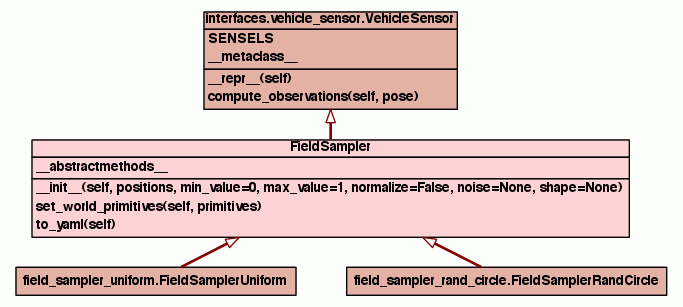 interfaces.vehicle_sensor.VehicleSensor
SENSELS
__metaclass__
__repr__(self)
compute_observations(self, pose)
FieldSampler
__abstractmethods__
__init__(self, positions, min_value=0, max_value=1, normalize=False, noise=None, shape=None)
set_world_primitives(self, primitives)
to_yaml(self)
field_sampler_uniform.FieldSamplerUniform
field_sampler_rand_circle.FieldSamplerRandCircle